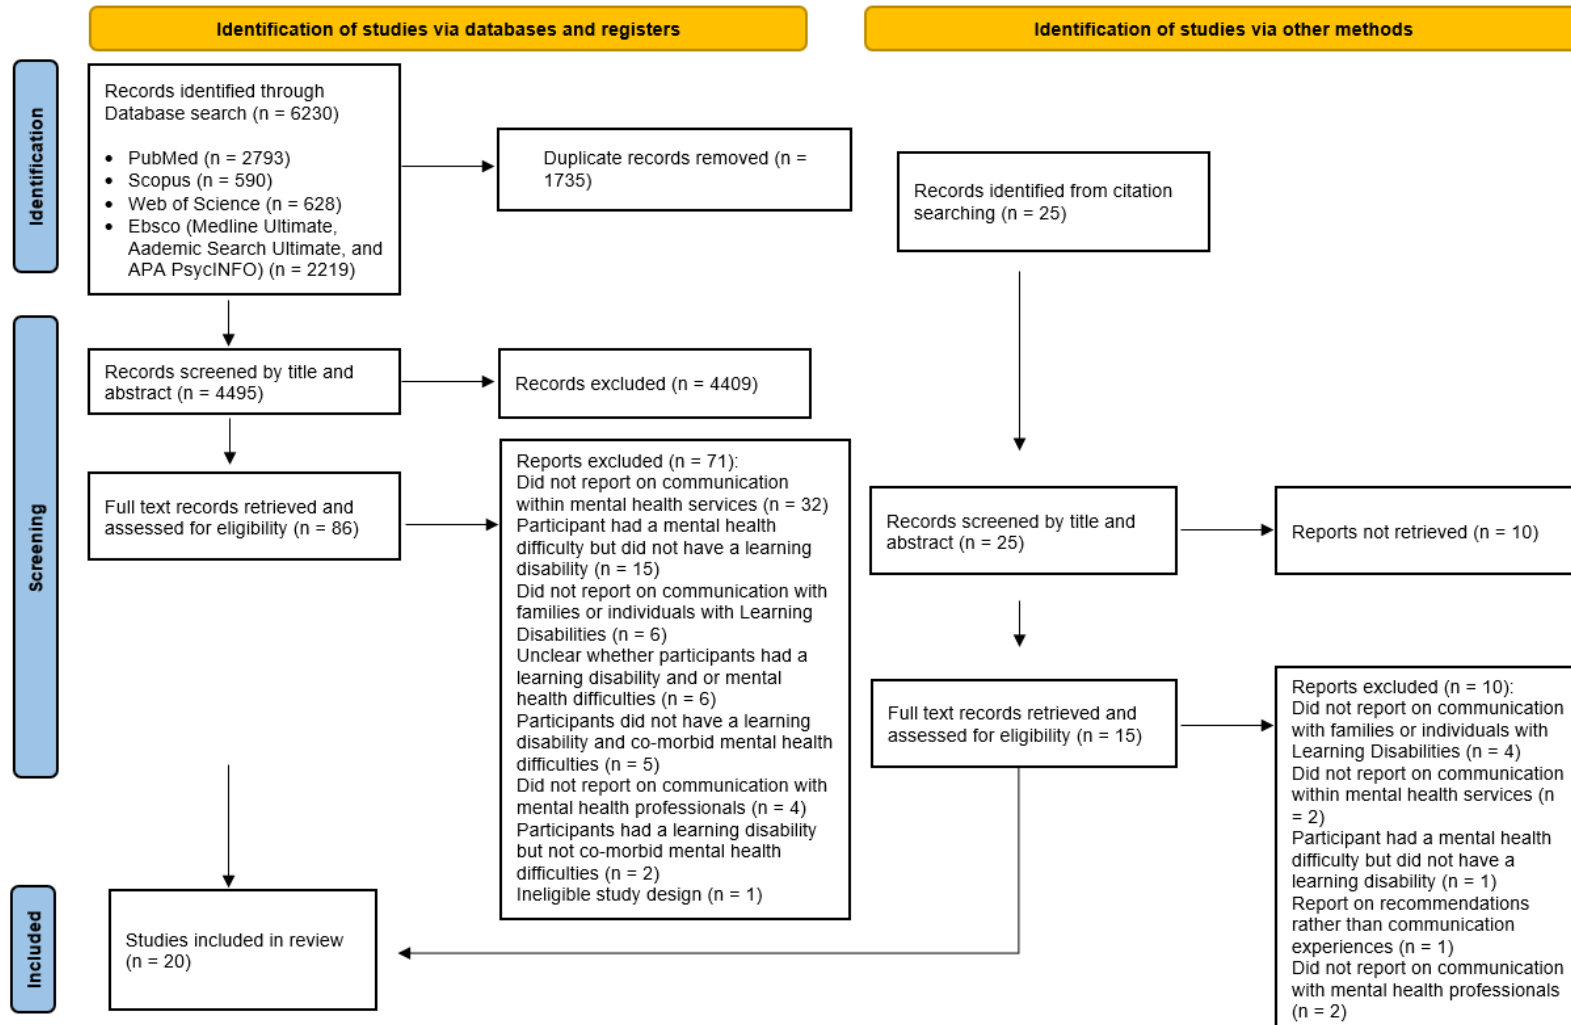 Identification of studies via databases and registers
Identification of studies via other methods
Identification
Records identified through
Database search (n = 6230)
• PubMed (n = 2793)
• Scopus (n = 590)
• Web of Science (n = 628)
• Ebsco (Medline Ultimate,
Aademic Search Ultimate, and
APA PsycINFO) (n = 2219)
Duplicate records removed (n =
1735)
Records identified from citation
searching (n = 25)
Screening
Records screened by title and
abstract (n = 4495)
Records excluded (n = 4409)
Full text records retrieved and
assessed for eligibility (n = 86)
Reports excluded (n = 71):
Did not report on communication
within mental health services (n = 32)
Participant had a mental health
difficulty but did not have a learning
disability (n = 15)
Did not report on communication with
families or individuals with Learning
Disabilities (n = 6)
Unclear whether participants had a
learning disability and or mental
health difficulties (n = 6)
Participants did not have a learning
disability and co-morbid mental health
difficulties (n = 5)
Did not report on communication with
mental health professionals (n = 4)
Participants had a learning disability
but not co-morbid mental health
difficulties (n = 2)
Ineligible study design (n = 1)
Records screened by title and
abstract (n = 25)
Reports not retrieved (n = 10)
Full text records retrieved and
assessed for eligibility (n = 15)
Reports excluded (n = 10):
Did not report on communication
with families or individuals with
Learning Disabilities (n = 4)
Did not report on communication
within mental health services (n
= 2)
Participant had a mental health
difficulty but did not have a
learning disability (n = 1)
Report on recommendations
rather than communication
experiences (n = 1)
Did not report on communication
with mental health professionals
(n = 2)
Included
Studies included in review
(n = 20)